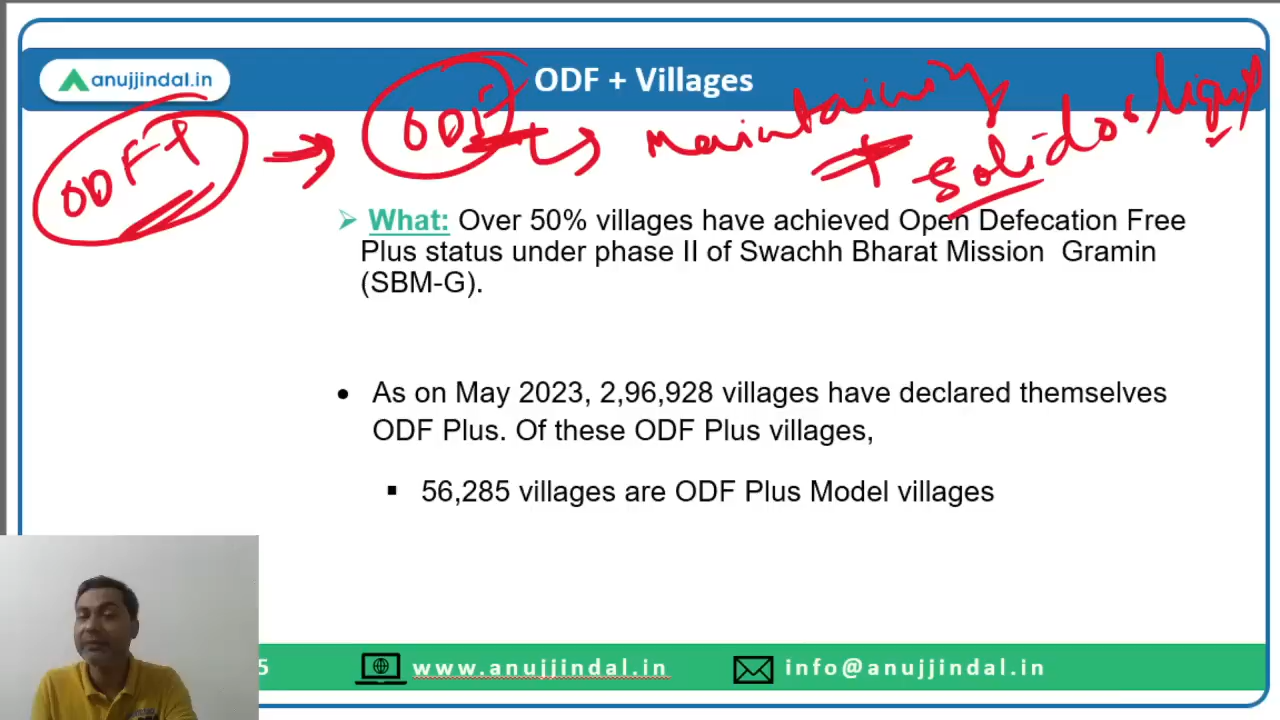 anujjindal.in
ODF + Villages
ODF+ → ODF → maintaining + solid & liquid
➢ What: Over 50% villages have achieved Open Defecation Free
Plus status under phase II of Swachh Bharat Mission Gramin
(SBM-G).
• As on May 2023, 2,96,928 villages have declared themselves
ODF Plus. Of these ODF Plus villages,
▪ 56,285 villages are ODF Plus Model villages
5
www.anujjindal.in
info@anujjindal.in